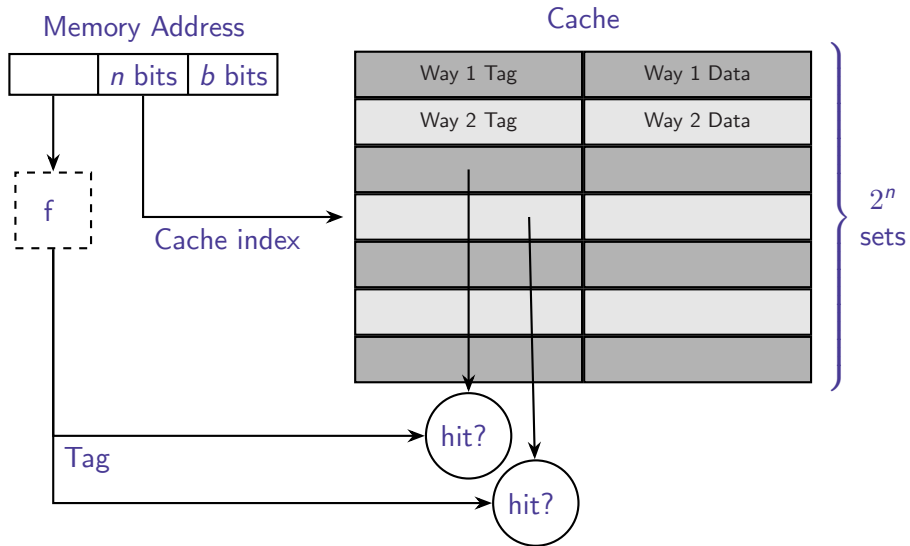 Memory Address
Cache
n bits
b bits
Way 1 Tag
Way 1 Data
Way 2 Tag
Way 2 Data
f
Cache index
2ⁿ
sets
hit?
Tag
hit?